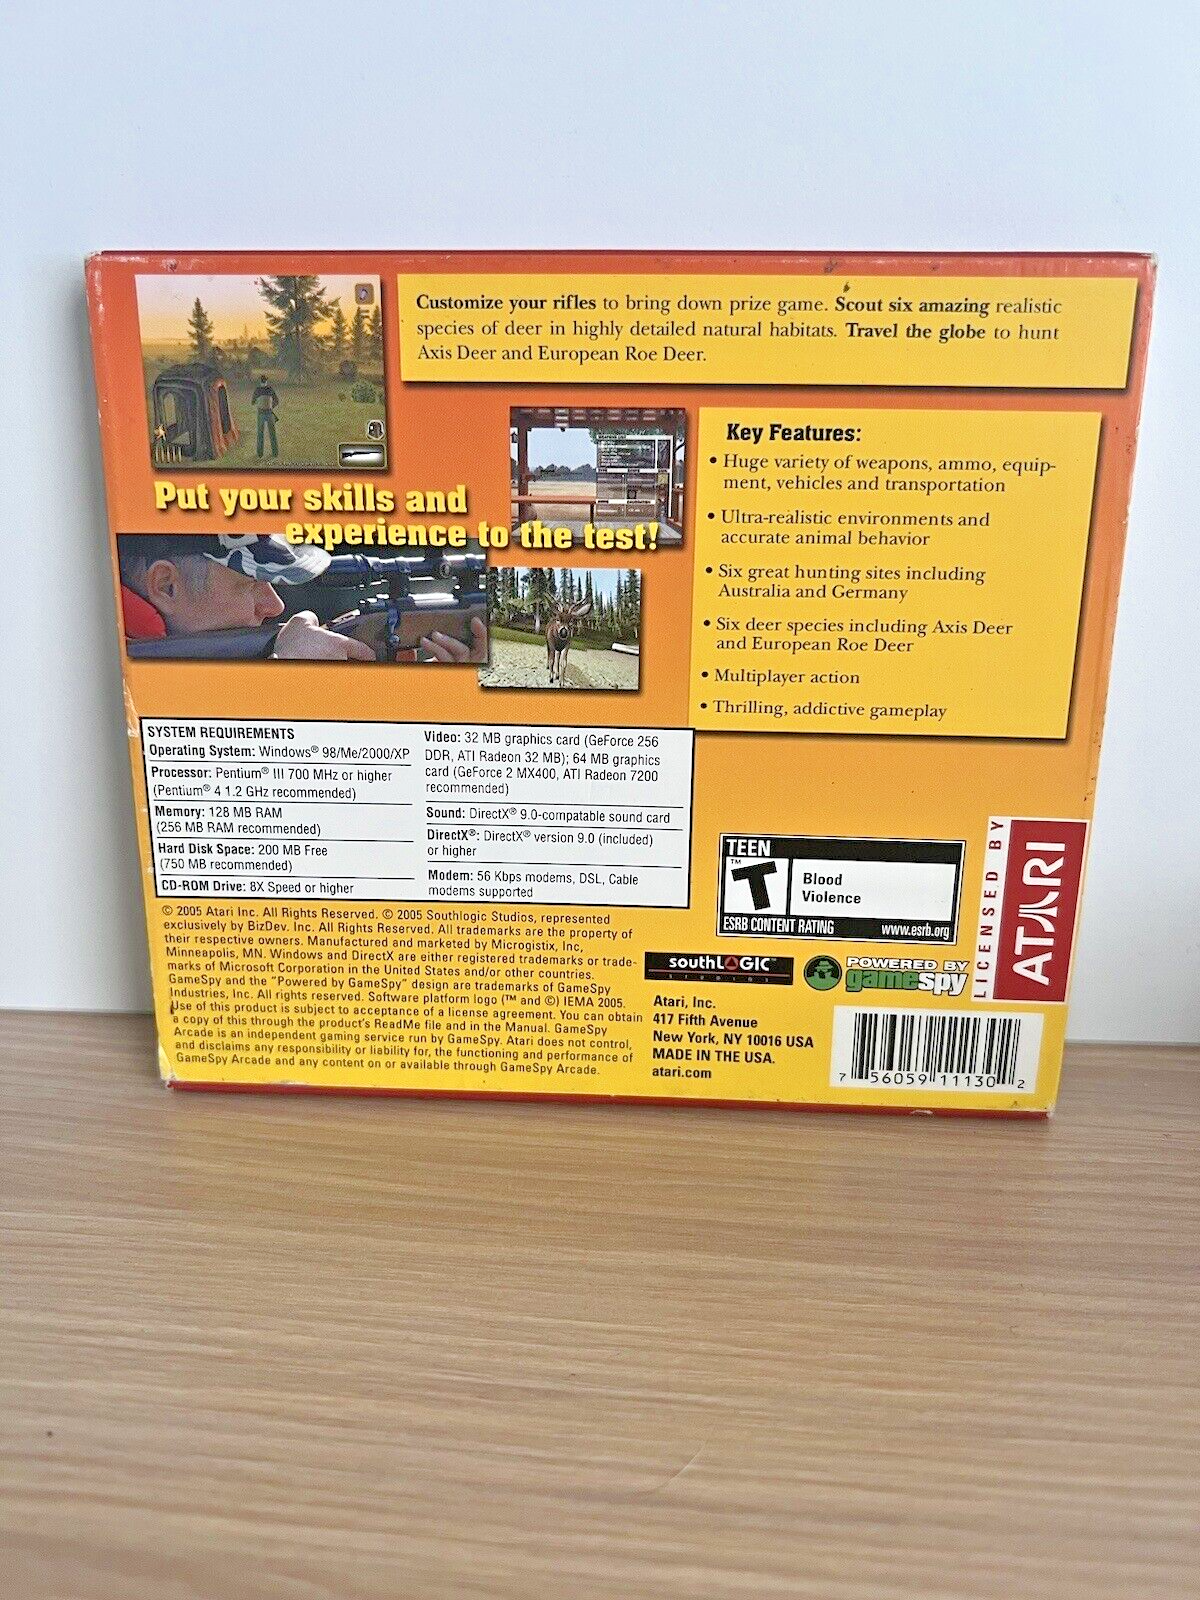 Customize your rifles to bring down prize game. Scout six amazing realistic
species of deer in highly detailed natural habitats. Travel the globe to hunt
Axis Deer and European Roe Deer.
Put your skills and
experience to the test!
Key Features:
• Huge variety of weapons, ammo, equip-
ment, vehicles and transportation
• Ultra-realistic environments and
accurate animal behavior
• Six great hunting sites including
Australia and Germany
• Six deer species including Axis Deer
and European Roe Deer
• Multiplayer action
• Thrilling, addictive gameplay
SYSTEM REQUIREMENTS
Operating System: Windows® 98/Me/2000/XP
Processor: Pentium® III 700 MHz or higher
(Pentium® 4 1.2 GHz recommended)
Memory: 128 MB RAM
(256 MB RAM recommended)
Hard Disk Space: 200 MB Free
(750 MB recommended)
CD-ROM Drive: 8X Speed or higher
Video: 32 MB graphics card (GeForce 256
DDR, ATI Radeon 32 MB); 64 MB graphics
card (GeForce 2 MX400, ATI Radeon 7200
recommended)
Sound: DirectX® 9.0-compatable sound card
DirectX®: DirectX® version 9.0 (included)
or higher
Modem: 56 Kbps modems, DSL, Cable
modems supported
© 2005 Atari Inc. All Rights Reserved. © 2005 Southlogic Studios, represented
exclusively by BizDev. Inc. All Rights Reserved. All trademarks are the property of
their respective owners. Manufactured and marketed by Microgistix, Inc,
Minneapolis, MN. Windows and DirectX are either registered trademarks or trade-
marks of Microsoft Corporation in the United States and/or other countries.
GameSpy and the "Powered by GameSpy" design are trademarks of GameSpy
Industries, Inc. All rights reserved. Software platform logo (™ and ©) IEMA 2005.
Use of this product is subject to acceptance of a license agreement. You can obtain
a copy of this through the product's ReadMe file and in the Manual. GameSpy
Arcade is an independent gaming service run by GameSpy. Atari does not control,
and disclaims any responsibility or liability for, the functioning and performance of
GameSpy Arcade and any content on or available through GameSpy Arcade.
TEEN
T™
Blood
Violence
ESRB CONTENT RATING www.esrb.org
southLOGIC
STUDIOS
POWERED BY
gamespy
LICENSED BY
ATARI
Atari, Inc.
417 Fifth Avenue
New York, NY 10016 USA
MADE IN THE USA.
atari.com
7 56059 11130 2